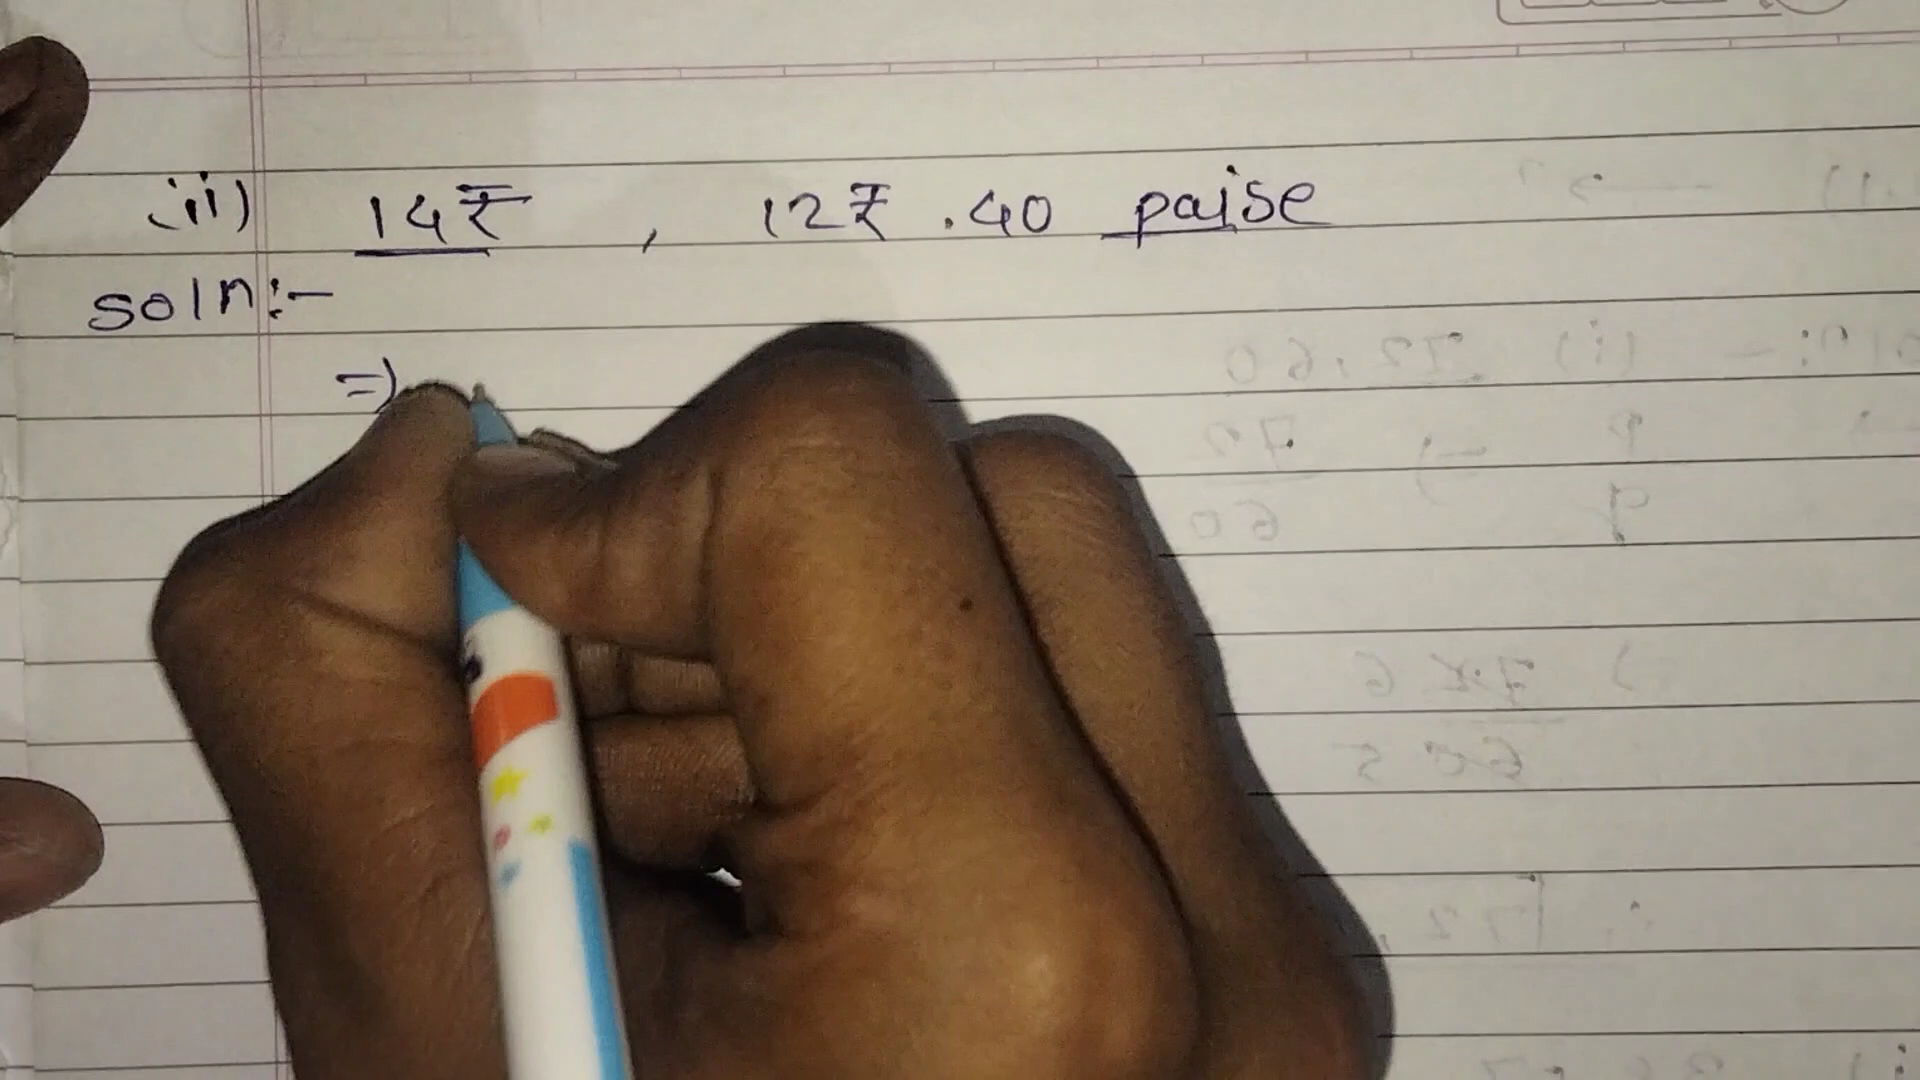 (ii) 14₹ , 12₹ .40 paise
soln:-
=)